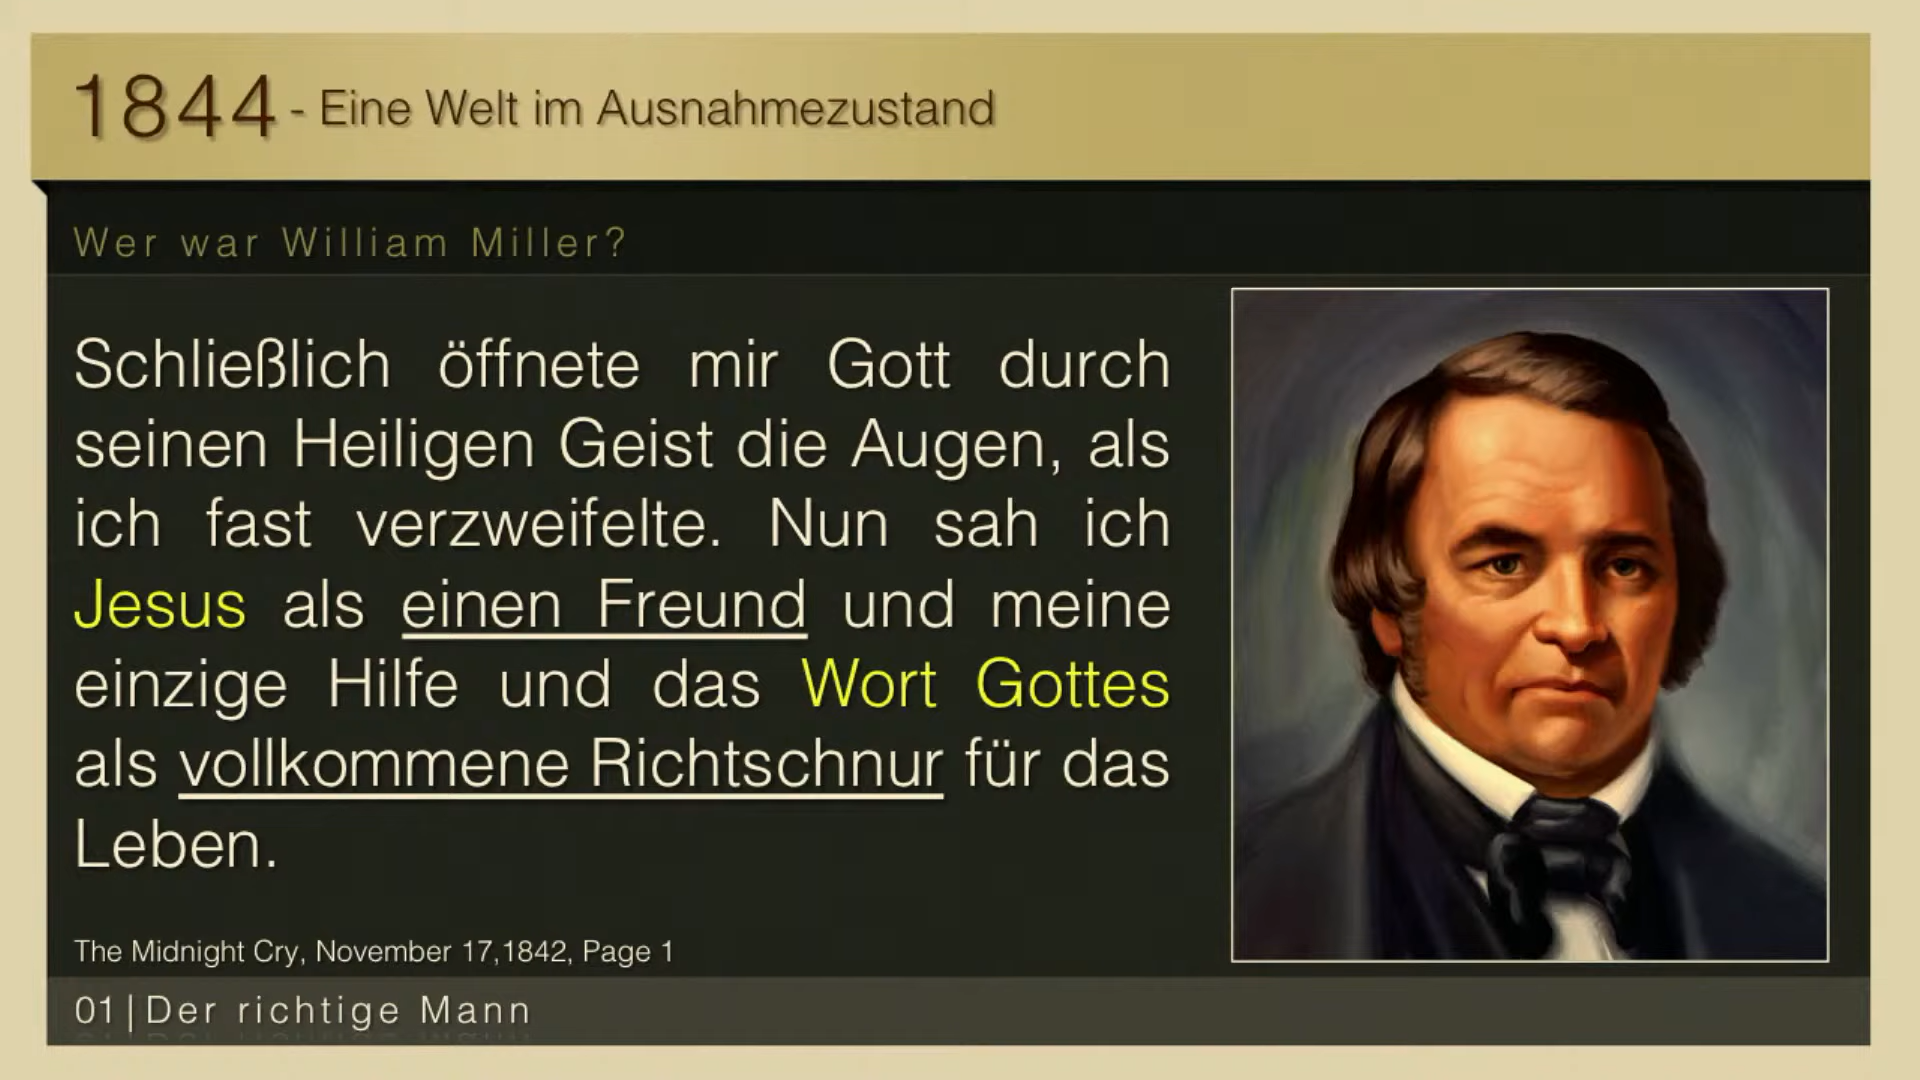 1844 - Eine Welt im Ausnahmezustand
Wer war William Miller?
Schließlich öffnete mir Gott durch
seinen Heiligen Geist die Augen, als
ich fast verzweifelte. Nun sah ich
Jesus als einen Freund und meine
einzige Hilfe und das Wort Gottes
als vollkommene Richtschnur für das
Leben.
The Midnight Cry, November 17,1842, Page 1
01|Der richtige Mann